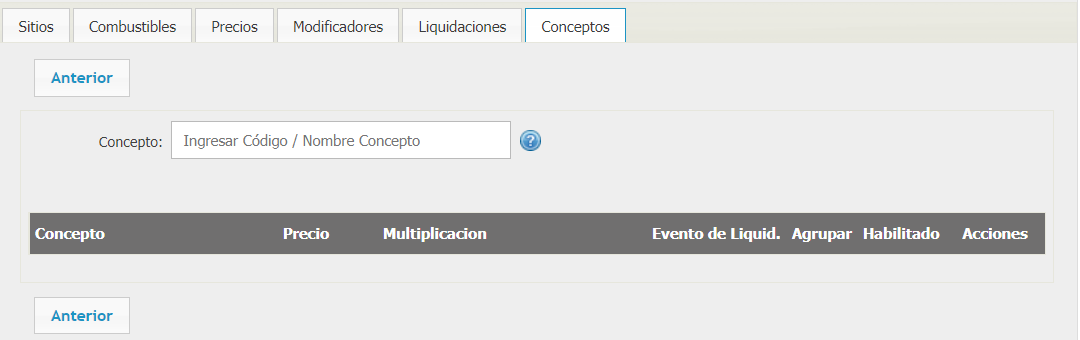 Sitios Combustibles Precios Modificadores Liquidaciones Conceptos
Anterior
Concepto: Ingresar Código / Nombre Concepto ?
Concepto Precio Multiplicacion Evento de Liquid. Agrupar Habilitado Acciones
Anterior